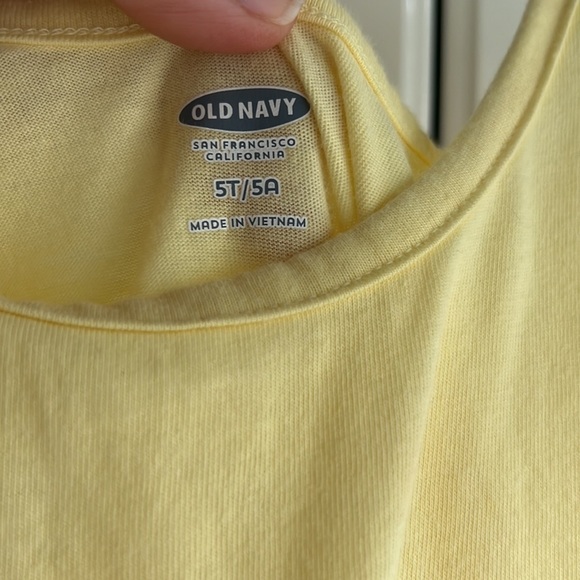 OLD NAVY
SAN FRANCISCO
CALIFORNIA
5T/5A
MADE IN VIETNAM